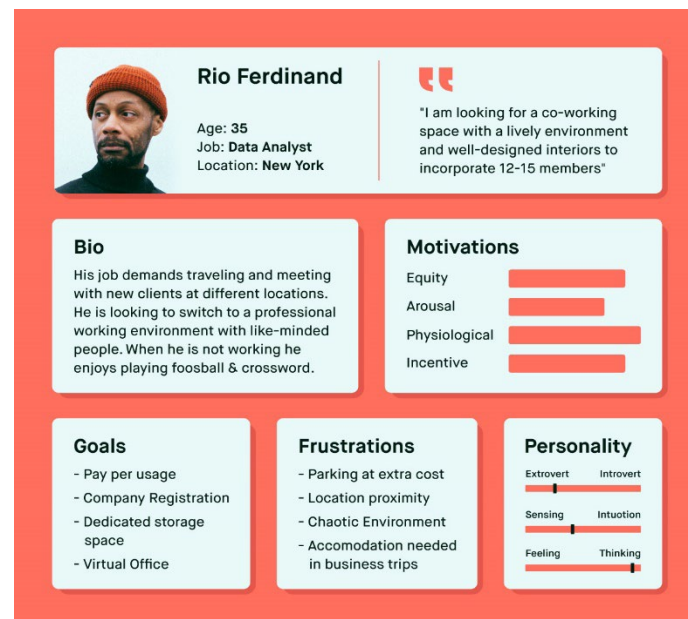 Rio Ferdinand
Age: 35
Job: Data Analyst
Location: New York
"I am looking for a co-working
space with a lively environment
and well-designed interiors to
incorporate 12-15 members"
Bio
His job demands traveling and meeting
with new clients at different locations.
He is looking to switch to a professional
working environment with like-minded
people. When he is not working he
enjoys playing foosball & crossword.
Motivations
Equity
Arousal
Physiological
Incentive
Goals
- Pay per usage
- Company Registration
- Dedicated storage
space
- Virtual Office
Frustrations
- Parking at extra cost
- Location proximity
- Chaotic Environment
- Accomodation needed
in business trips
Personality
Extrovert Introvert
Sensing Intuotion
Feeling Thinking